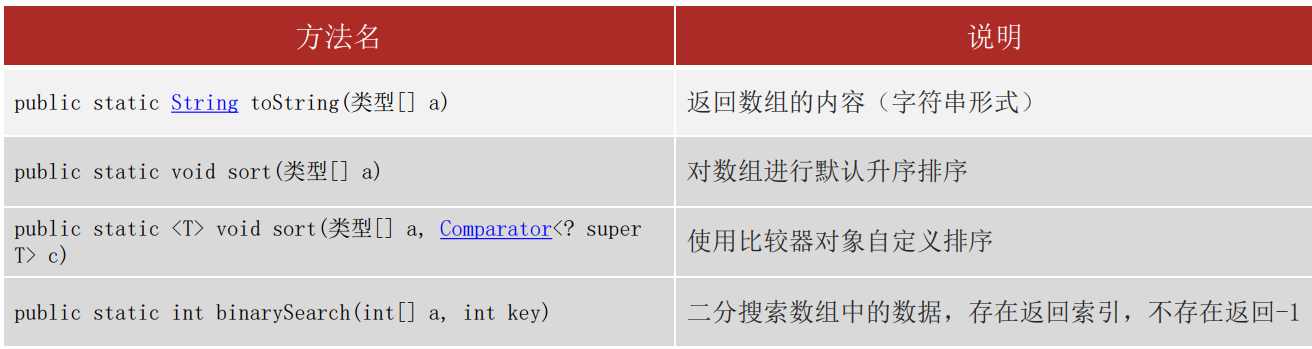 方法名
说明
public static String toString(类型[] a)
返回数组的内容（字符串形式）
public static void sort(类型[] a)
对数组进行默认升序排序
public static <T> void sort(类型[] a, Comparator<? super
T> c)
使用比较器对象自定义排序
public static int binarySearch(int[] a, int key)
二分搜索数组中的数据，存在返回索引，不存在返回-1